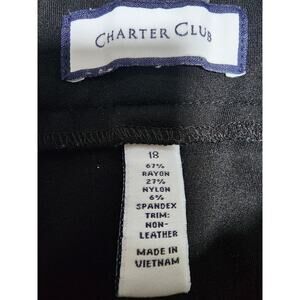 CHARTER CLUB
18
67%
RAYON
27%
NYLON
6%
SPANDEX
TRIM:
NON-
LEATHER
MADE IN
VIETNAM